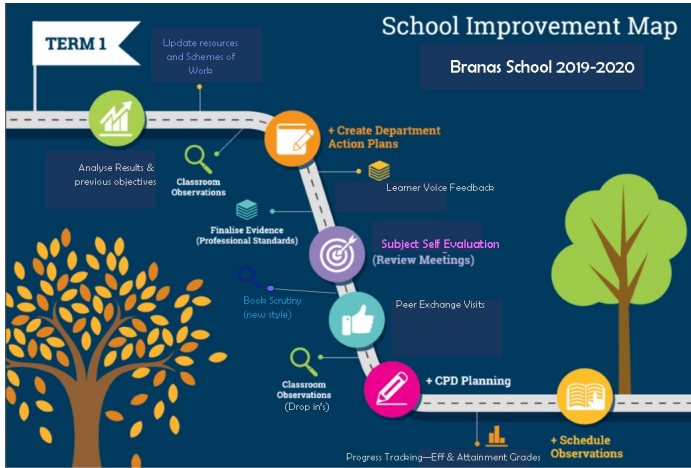 School Improvement Map
TERM 1
Branas School 2019-2020
Update resources
and Schemes of
Work
+ Create Department
Action Plans
Analyse Results &
previous objectives
Classroom
Observations
Learner Voice Feedback
Finalise Evidence
(Professional Standards)
Subject Self Evaluation
(Review Meetings)
Book Scrutiny
(new style)
Peer Exchange Visits
Classroom
Observations
(Drop in's)
+ CPD Planning
+ Schedule
Observations
Progress Tracking—Eff & Attainment Grades